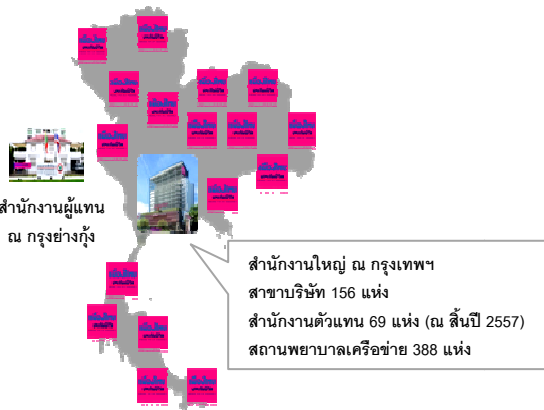 สำนักงานผู้แทน
ณ กรุงย่างกุ้ง
สำนักงานใหญ่ ณ กรุงเทพฯ
สาขาบริษัท 156 แห่ง
สำนักงานตัวแทน 69 แห่ง (ณ สิ้นปี 2557)
สถานพยาบาลเครือข่าย 388 แห่ง